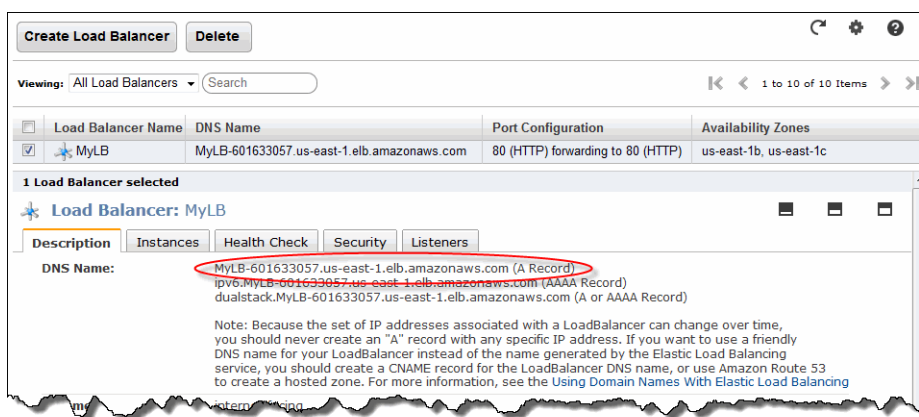 Create Load Balancer Delete
Viewing: All Load Balancers Search 1 to 10 of 10 Items
Load Balancer Name DNS Name Port Configuration Availability Zones
MyLB MyLB-601633057.us-east-1.elb.amazonaws.com 80 (HTTP) forwarding to 80 (HTTP) us-east-1b, us-east-1c
1 Load Balancer selected
Load Balancer: MyLB
Description Instances Health Check Security Listeners
DNS Name: MyLB-601633057.us-east-1.elb.amazonaws.com (A Record)
ipv6.MyLB-601633057.us-east-1.elb.amazonaws.com (AAAA Record)
dualstack.MyLB-601633057.us-east-1.elb.amazonaws.com (A or AAAA Record)
Note: Because the set of IP addresses associated with a LoadBalancer can change over time,
you should never create an "A" record with any specific IP address. If you want to use a friendly
DNS name for your LoadBalancer instead of the name generated by the Elastic Load Balancing
service, you should create a CNAME record for the LoadBalancer DNS name, or use Amazon Route 53
to create a hosted zone. For more information, see the Using Domain Names With Elastic Load Balancing